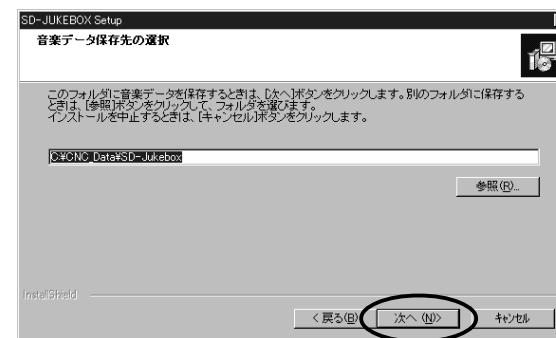 SD-JUKEBOX Setup
音楽データ保存先の選択
このフォルダに音楽データを保存するときは、[次へ]ボタンをクリックします。別のフォルダに保存する
ときは、[参照]ボタンをクリックして、フォルダを選びます。
インストールを中止するときは、[キャンセル]ボタンをクリックします。
C:¥CNC_Data¥SD-Jukebox
参照(R)...
InstallShield
< 戻る(B)
次へ (N)>
キャンセル